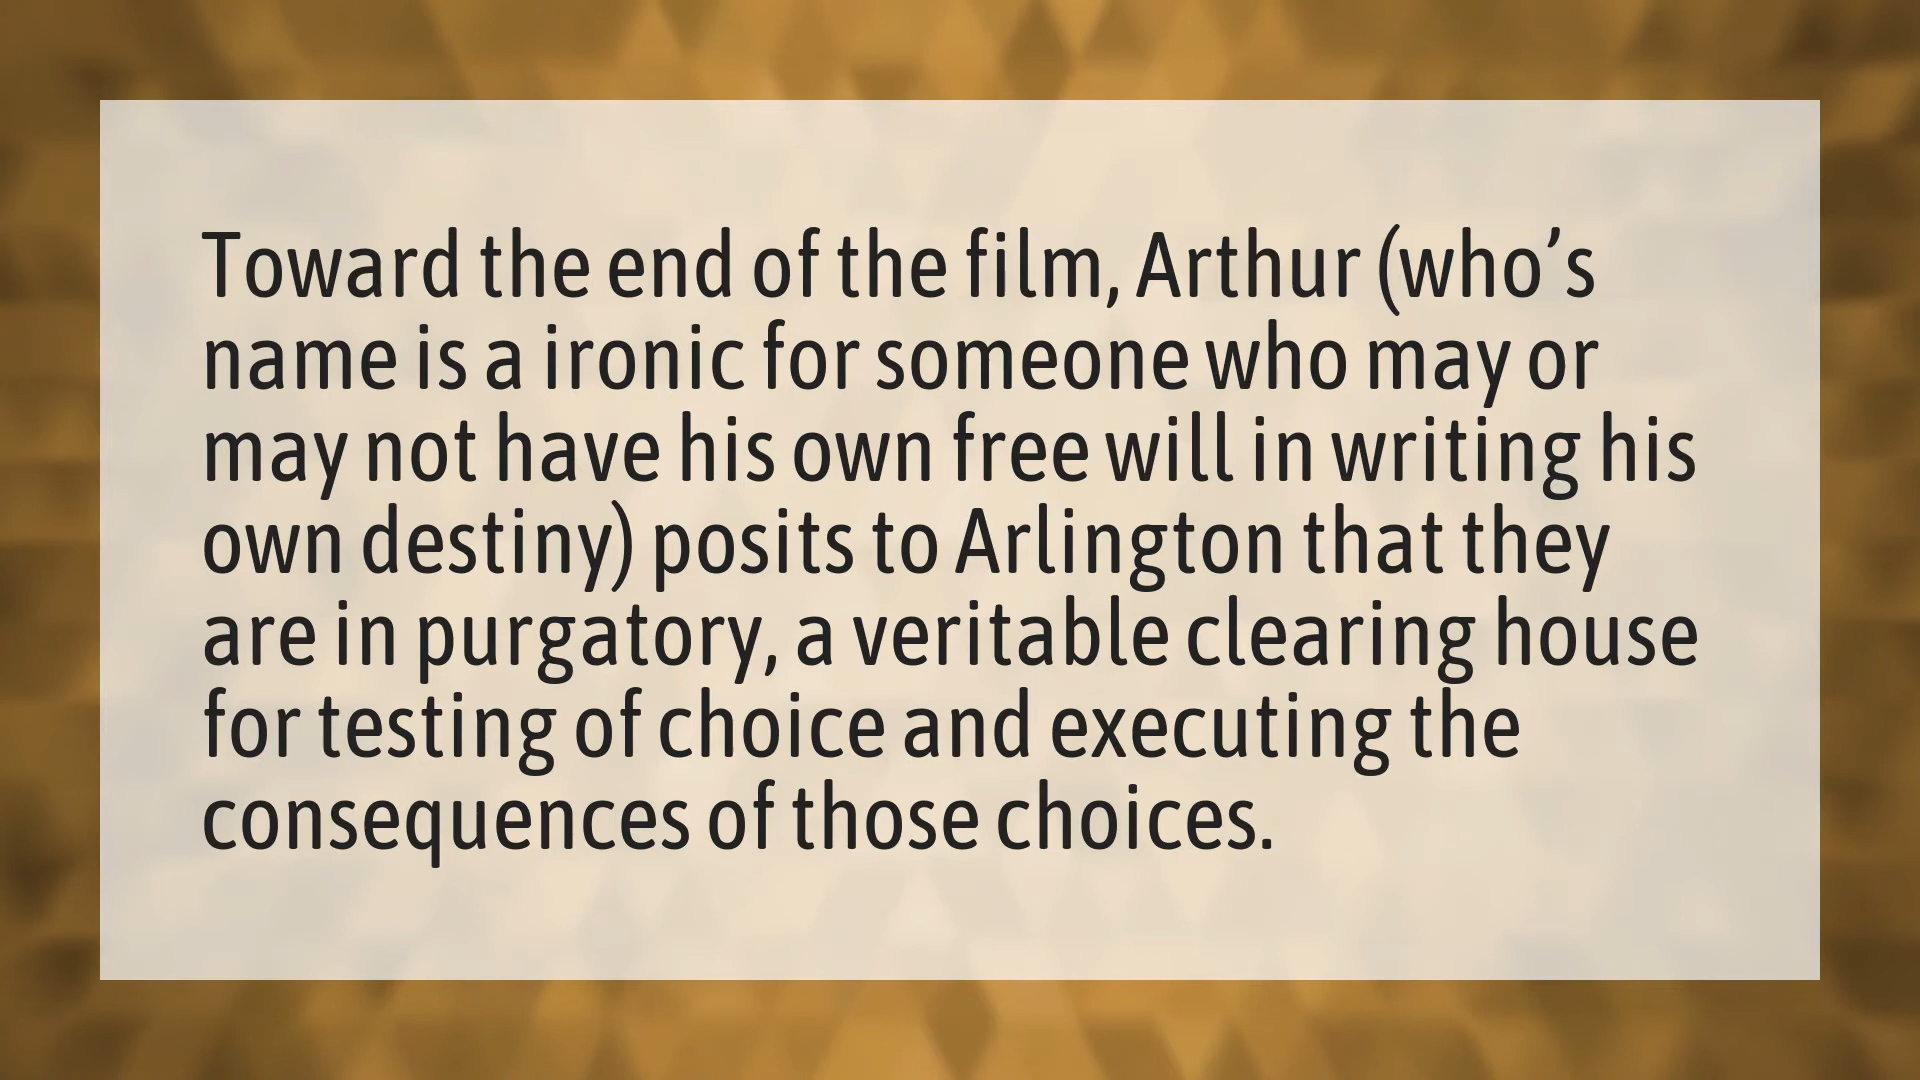 Toward the end of the film, Arthur (who’s
name is a ironic for someone who may or
may not have his own free will in writing his
own destiny) posits to Arlington that they
are in purgatory, a veritable clearing house
for testing of choice and executing the
consequences of those choices.